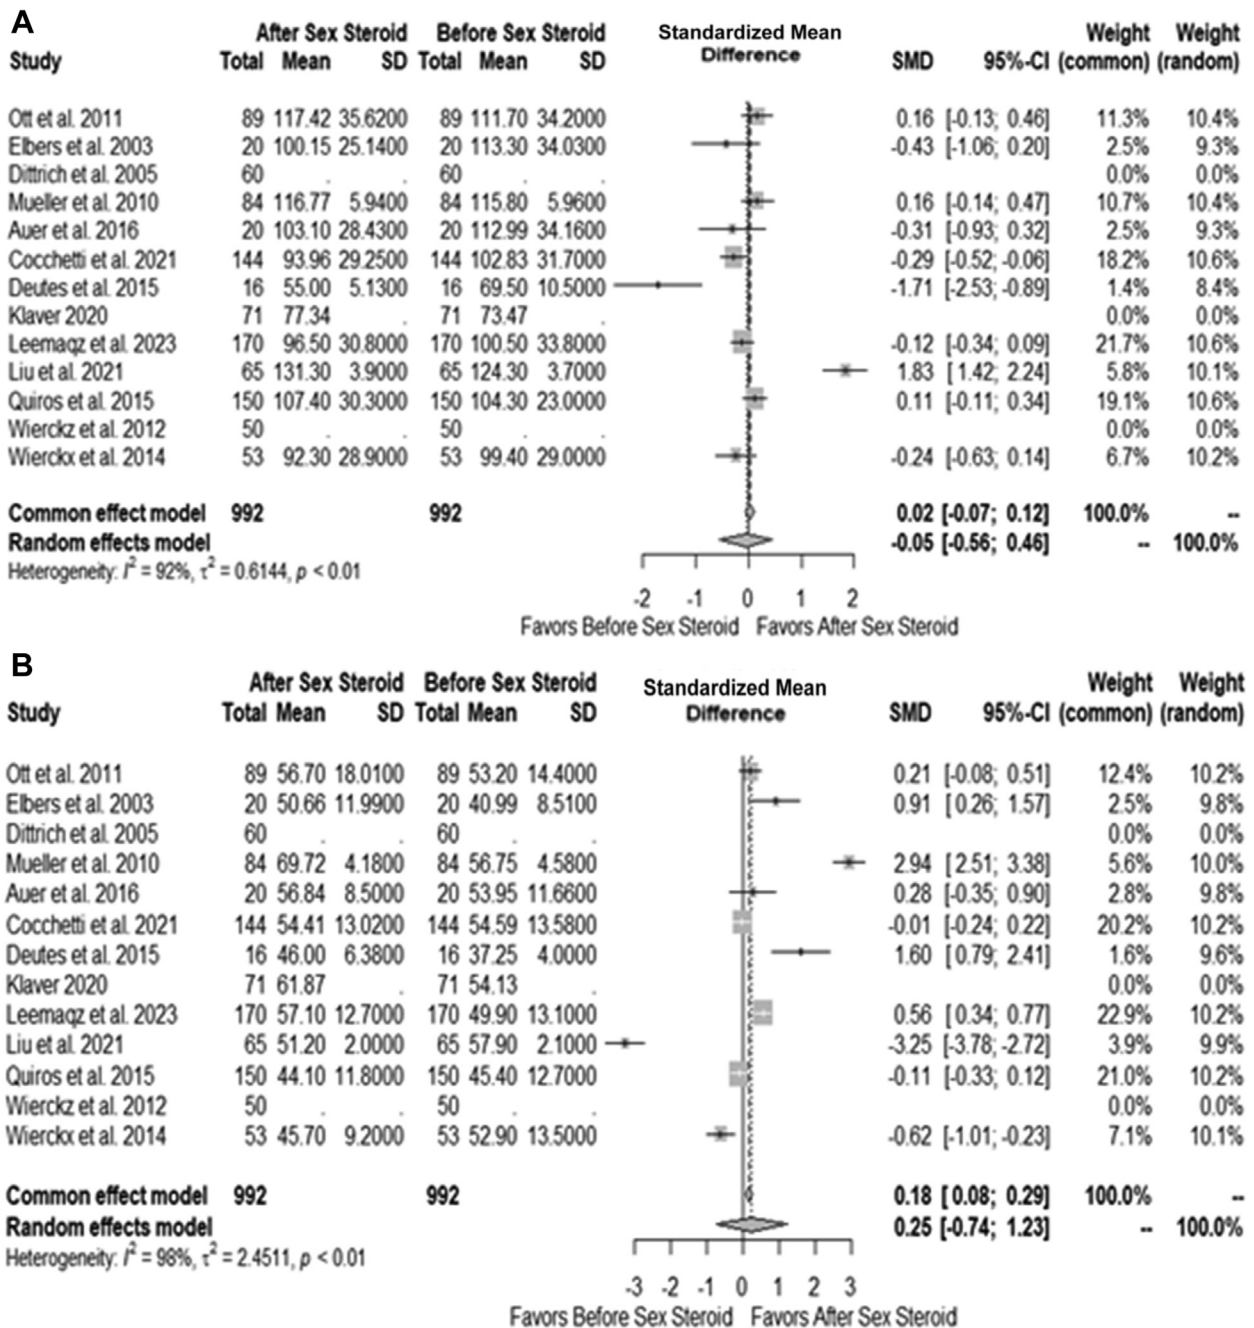 A
After Sex Steroid Before Sex Steroid Standardized Mean Weight Weight
Study Total Mean SD Total Mean SD Difference SMD 95%-CI (common) (random)
Ott et al. 2011 89 117.42 35.6200 89 111.70 34.2000 0.16 [-0.13; 0.46] 11.3% 10.4%
Elbers et al. 2003 20 100.15 25.1400 20 113.30 34.0300 -0.43 [-1.06; 0.20] 2.5% 9.3%
Dittrich et al. 2005 60 . . 60 . . 0.0% 0.0%
Mueller et al. 2010 84 116.77 5.9400 84 115.80 5.9600 0.16 [-0.14; 0.47] 10.7% 10.4%
Auer et al. 2016 20 103.10 28.4300 20 112.99 34.1600 -0.31 [-0.93; 0.32] 2.5% 9.3%
Cocchetti et al. 2021 144 93.96 29.2500 144 102.83 31.7000 -0.29 [-0.52; -0.06] 18.2% 10.6%
Deutes et al. 2015 16 55.00 5.1300 16 69.50 10.5000 -1.71 [-2.53; -0.89] 1.4% 8.4%
Klaver 2020 71 77.34 . 71 73.47 . 0.0% 0.0%
Leemaqz et al. 2023 170 96.50 30.8000 170 100.50 33.8000 -0.12 [-0.34; 0.09] 21.7% 10.6%
Liu et al. 2021 65 131.30 3.9000 65 124.30 3.7000 1.83 [ 1.42; 2.24] 5.8% 10.1%
Quiros et al. 2015 150 107.40 30.3000 150 104.30 23.0000 0.11 [-0.11; 0.34] 19.1% 10.6%
Wierckz et al. 2012 50 . . 50 . . 0.0% 0.0%
Wierckx et al. 2014 53 92.30 28.9000 53 99.40 29.0000 -0.24 [-0.63; 0.14] 6.7% 10.2%
Common effect model 992 992 0.02 [-0.07; 0.12] 100.0% --
Random effects model -0.05 [-0.56; 0.46] -- 100.0%
Heterogeneity: I² = 92%, τ² = 0.6144, p < 0.01
-2 -1 0 1 2
Favors Before Sex Steroid Favors After Sex Steroid
B
After Sex Steroid Before Sex Steroid Standardized Mean Weight Weight
Study Total Mean SD Total Mean SD Difference SMD 95%-CI (common) (random)
Ott et al. 2011 89 56.70 18.0100 89 53.20 14.4000 0.21 [-0.08; 0.51] 12.4% 10.2%
Elbers et al. 2003 20 50.66 11.9900 20 40.99 8.5100 0.91 [ 0.26; 1.57] 2.5% 9.8%
Dittrich et al. 2005 60 . . 60 . . 0.0% 0.0%
Mueller et al. 2010 84 69.72 4.1800 84 56.75 4.5800 2.94 [ 2.51; 3.38] 5.6% 10.0%
Auer et al. 2016 20 56.84 8.5000 20 53.95 11.6600 0.28 [-0.35; 0.90] 2.8% 9.8%
Cocchetti et al. 2021 144 54.41 13.0200 144 54.59 13.5800 -0.01 [-0.24; 0.22] 20.2% 10.2%
Deutes et al. 2015 16 46.00 6.3800 16 37.25 4.0000 1.60 [ 0.79; 2.41] 1.6% 9.6%
Klaver 2020 71 61.87 . 71 54.13 . 0.0% 0.0%
Leemaqz et al. 2023 170 57.10 12.7000 170 49.90 13.1000 0.56 [ 0.34; 0.77] 22.9% 10.2%
Liu et al. 2021 65 51.20 2.0000 65 57.90 2.1000 -3.25 [-3.78; -2.72] 3.9% 9.9%
Quiros et al. 2015 150 44.10 11.8000 150 45.40 12.7000 -0.11 [-0.33; 0.12] 21.0% 10.2%
Wierckz et al. 2012 50 . . 50 . . 0.0% 0.0%
Wierckx et al. 2014 53 45.70 9.2000 53 52.90 13.5000 -0.62 [-1.01; -0.23] 7.1% 10.1%
Common effect model 992 992 0.18 [ 0.08; 0.29] 100.0% --
Random effects model 0.25 [-0.74; 1.23] -- 100.0%
Heterogeneity: I² = 98%, τ² = 2.4511, p < 0.01
-3 -2 -1 0 1 2 3
Favors Before Sex Steroid Favors After Sex Steroid